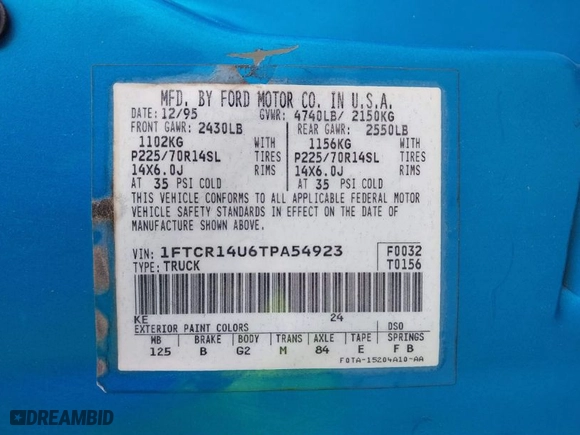 MFD. BY FORD MOTOR CO. IN U.S.A.
DATE: 12/95 GVWR: 4740LB/ 2150KG
FRONT GAWR: 2430LB REAR GAWR: 2550LB
1102KG WITH 1156KG WITH
P225/70R14SL TIRES P225/70R14SL TIRES
14X6.0J RIMS 14X6.0J RIMS
AT 35 PSI COLD AT 35 PSI COLD
THIS VEHICLE CONFORMS TO ALL APPLICABLE FEDERAL MOTOR
VEHICLE SAFETY STANDARDS IN EFFECT ON THE DATE OF
MANUFACTURE SHOWN ABOVE.
VIN: 1FTCR14U6TPA54923 F0032
TYPE: TRUCK T0156
KE 24
EXTERIOR PAINT COLORS DSO
WB BRAKE BODY TRANS AXLE TAPE SPRINGS
125 B G2 M 84 E F B
F0TA-15204A10-AA
DREAMBID